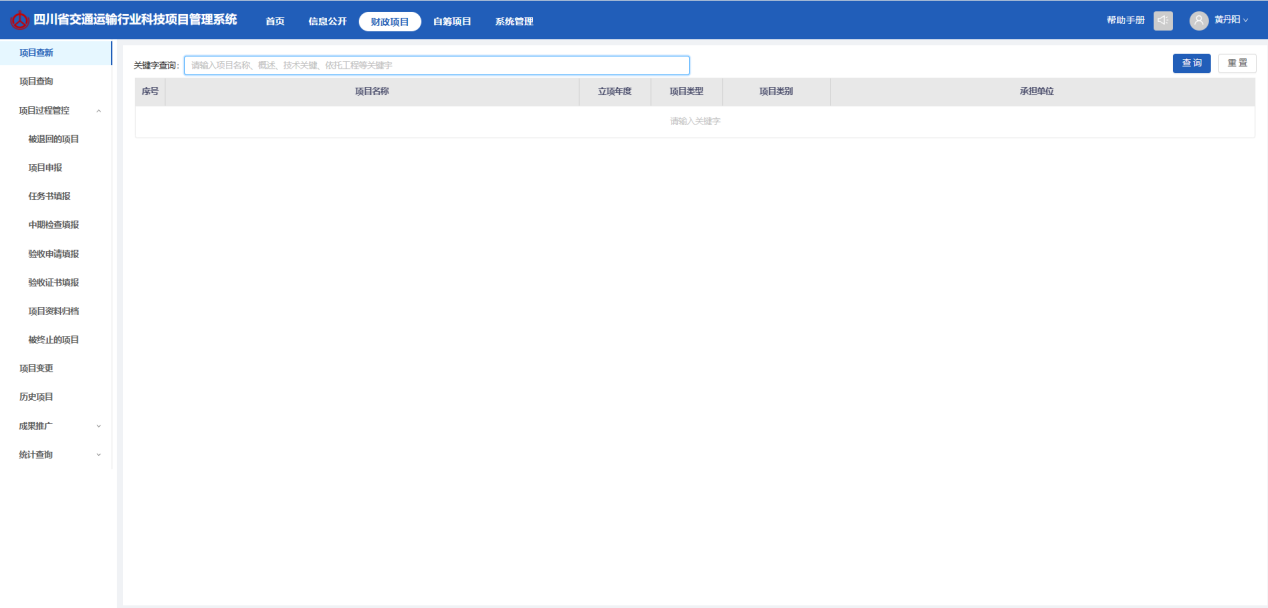 四川省交通运输行业科技项目管理系统 首页 信息公开 财政项目 自筹项目 系统管理 帮助手册 黄丹阳
项目查新
项目查询
项目过程管控
被退回的项目
项目申报
任务书填报
中期检查填报
验收申请填报
验收证书填报
项目资料归档
被终止的项目
项目变更
历史项目
成果推广
统计查询
关键字查询: 请输入项目名称、概述、技术关键、依托工程等关键字 查询 重置
序号 项目名称 立项年度 项目类型 项目类别 承担单位
请输入关键字